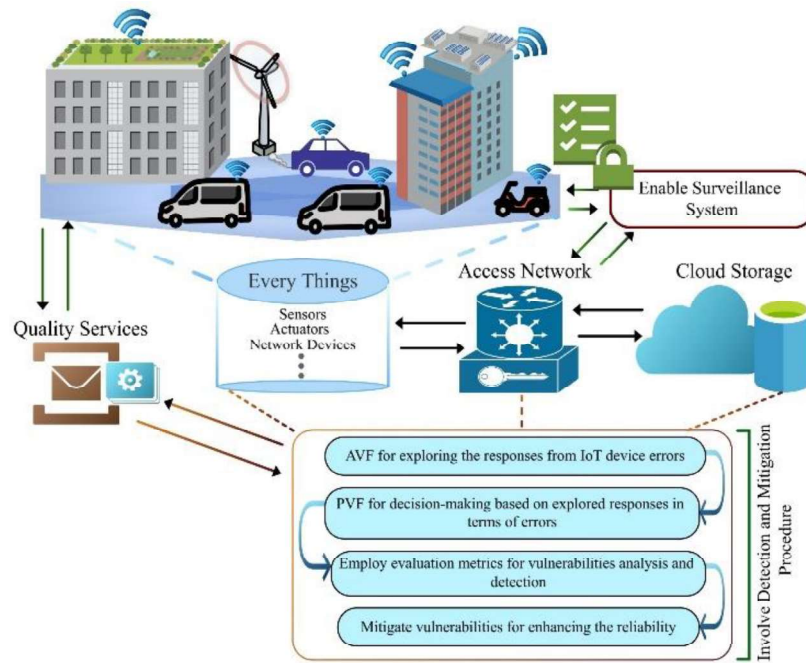 Enable Surveillance
System
Every Things
Access Network
Cloud Storage
Sensors
Actuators
Network Devices
Quality Services
AVF for exploring the responses from IoT device errors
PVF for decision-making based on explored responses in
terms of errors
Employ evaluation metrics for vulnerabilities analysis and
detection
Mitigate vulnerabilities for enhancing the reliability
Involve Detection and Mitigation
Procedure